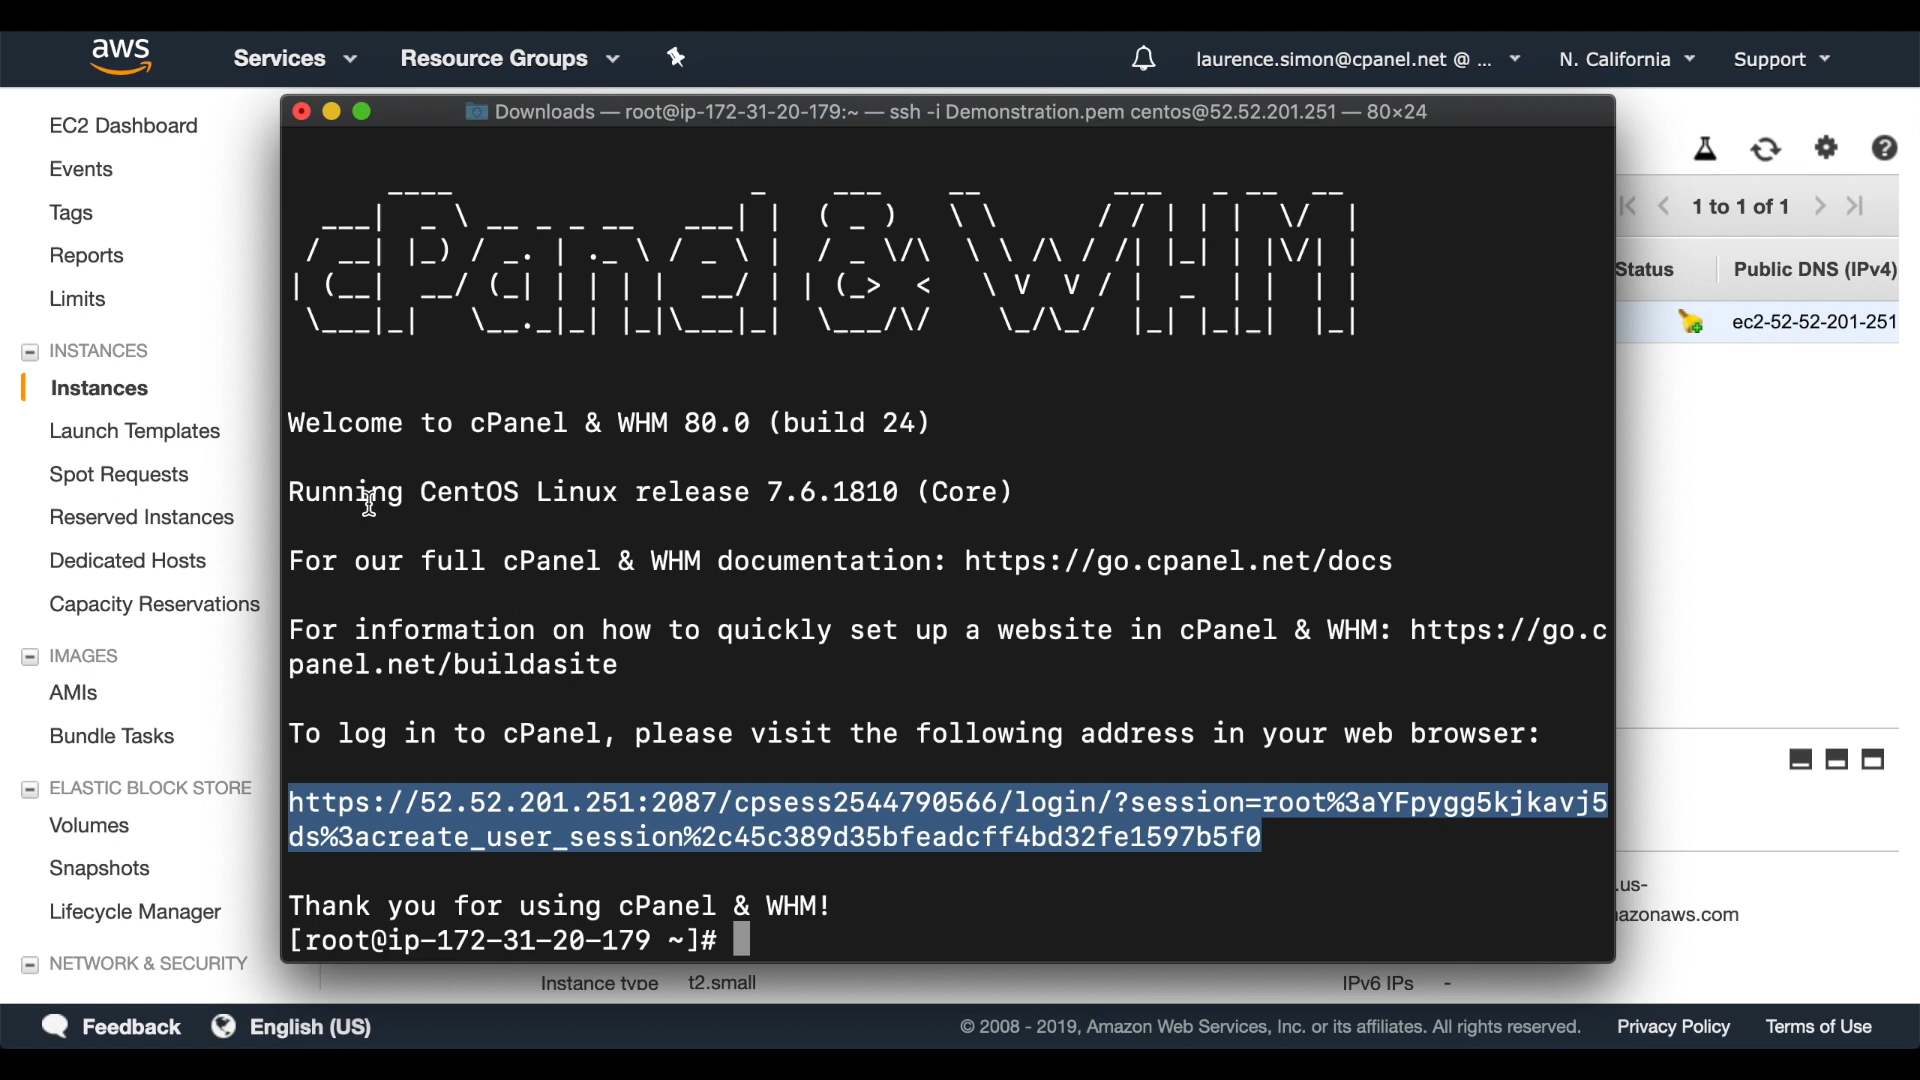 aws
Services
Resource Groups
laurence.simon@cpanel.net @ ...
N. California
Support
EC2 Dashboard
Events
Tags
Reports
Limits
INSTANCES
Instances
Launch Templates
Spot Requests
Reserved Instances
Dedicated Hosts
Capacity Reservations
IMAGES
AMIs
Bundle Tasks
ELASTIC BLOCK STORE
Volumes
Snapshots
Lifecycle Manager
NETWORK & SECURITY
Downloads — root@ip-172-31-20-179:~ — ssh -i Demonstration.pem centos@52.52.201.251 — 80×24
cPanel & WHM
Welcome to cPanel & WHM 80.0 (build 24)
Running CentOS Linux release 7.6.1810 (Core)
For our full cPanel & WHM documentation: https://go.cpanel.net/docs
For information on how to quickly set up a website in cPanel & WHM: https://go.c
panel.net/buildasite
To log in to cPanel, please visit the following address in your web browser:
https://52.52.201.251:2087/cpsess2544790566/login/?session=root%3aYFpygg5kjkavj5
ds%3acreate_user_session%2c45c389d35bfeadcff4bd32fe1597b5f0
Thank you for using cPanel & WHM!
[root@ip-172-31-20-179 ~]#
1 to 1 of 1
Status
Public DNS (IPv4)
ec2-52-52-201-251
.us-
azonaws.com
Instance type
t2.small
IPv6 IPs
-
Feedback
English (US)
© 2008 - 2019, Amazon Web Services, Inc. or its affiliates. All rights reserved.
Privacy Policy
Terms of Use